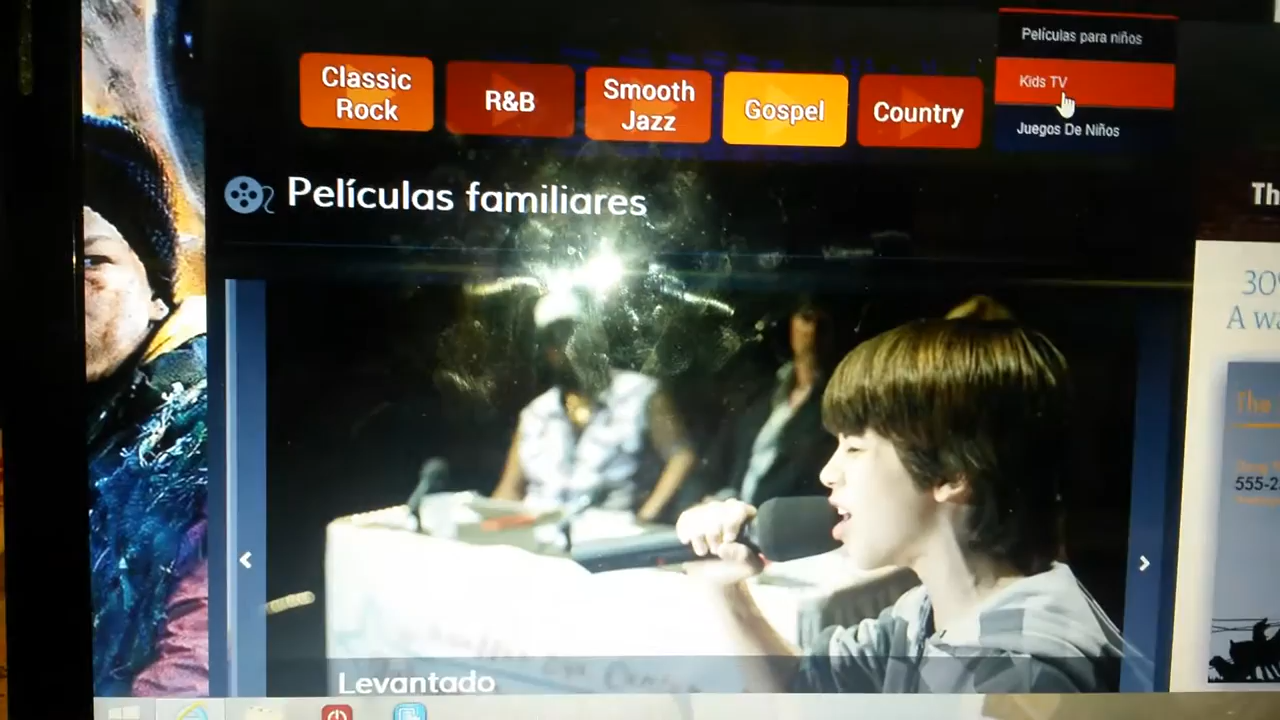 Películas para niños
Classic
Rock
R&B
Smooth
Jazz
Gospel
Country
Kids TV
Juegos De Niños
Películas familiares
Th
30
A wa
The
555-2
Levantado